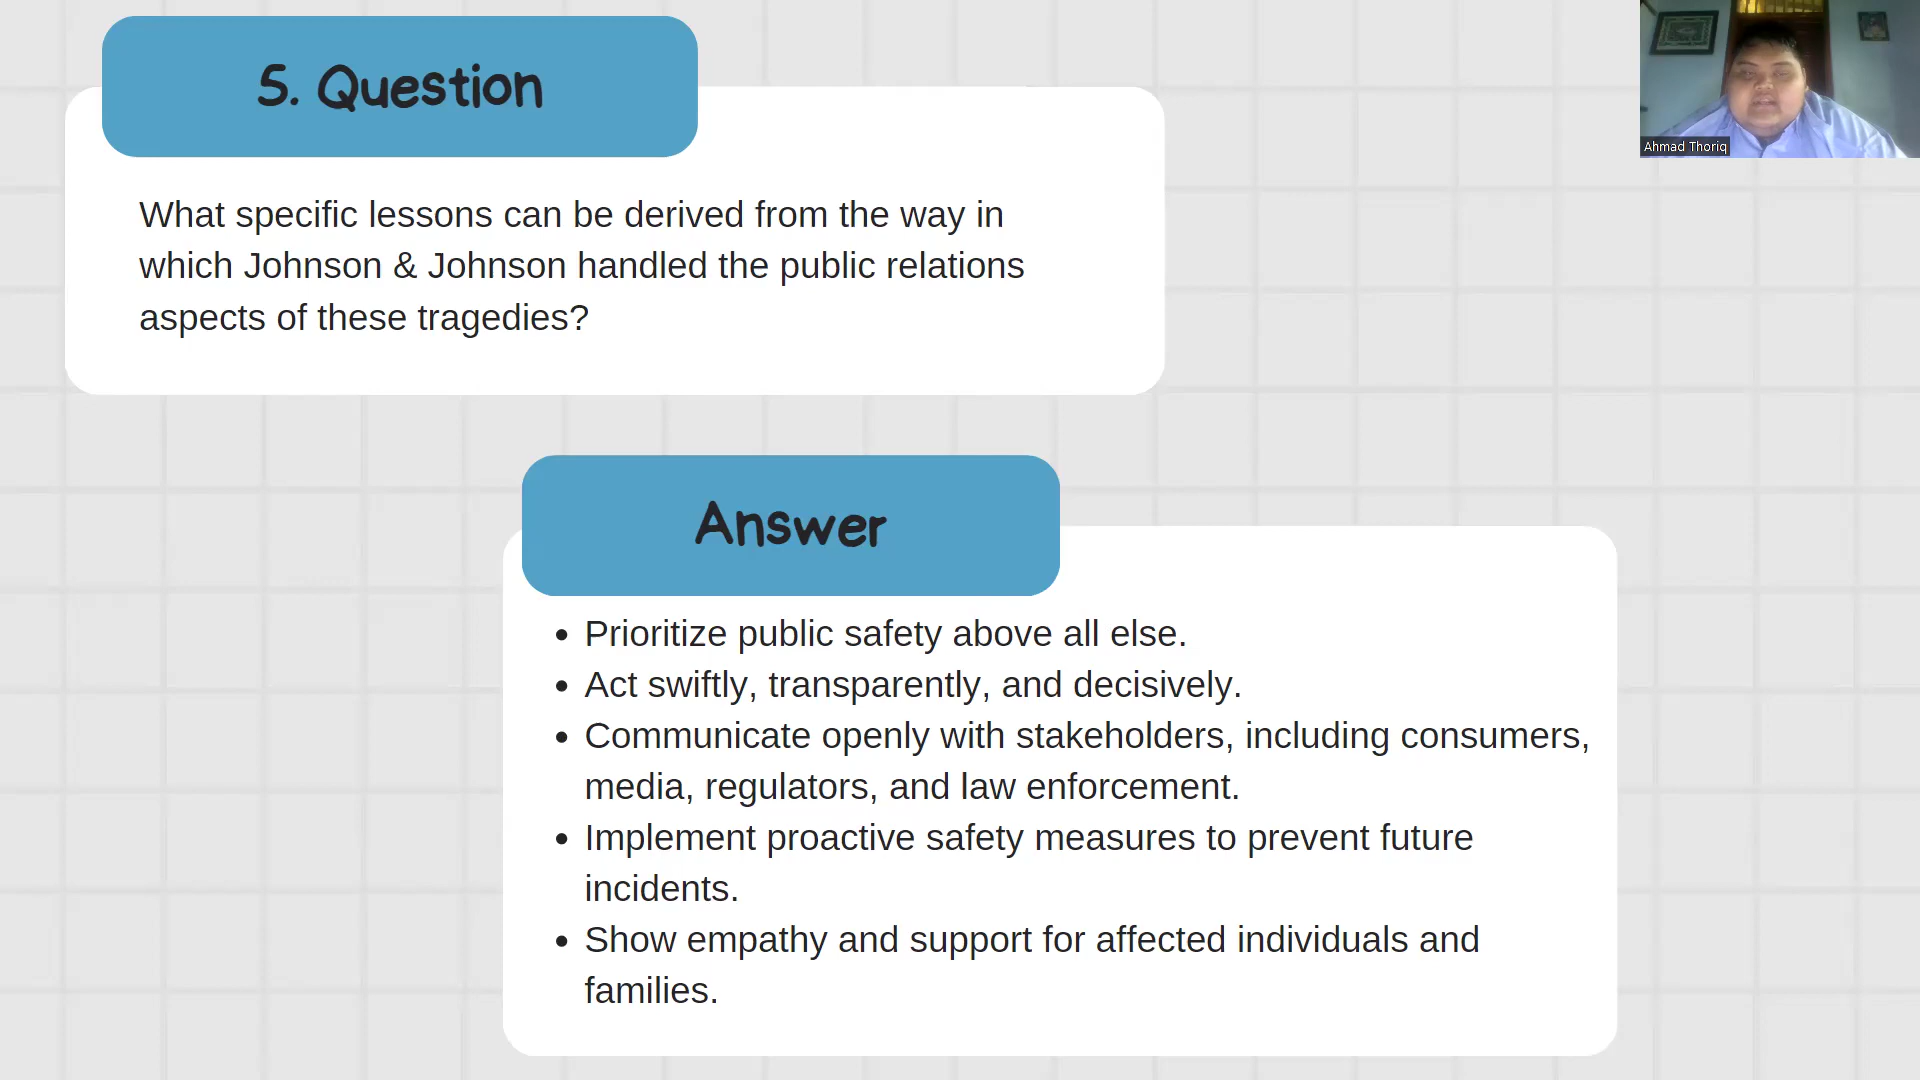 5. Question
What specific lessons can be derived from the way in
which Johnson & Johnson handled the public relations
aspects of these tragedies?
Ahmad Thoriq
Answer
• Prioritize public safety above all else.
• Act swiftly, transparently, and decisively.
• Communicate openly with stakeholders, including consumers,
media, regulators, and law enforcement.
• Implement proactive safety measures to prevent future
incidents.
• Show empathy and support for affected individuals and
families.